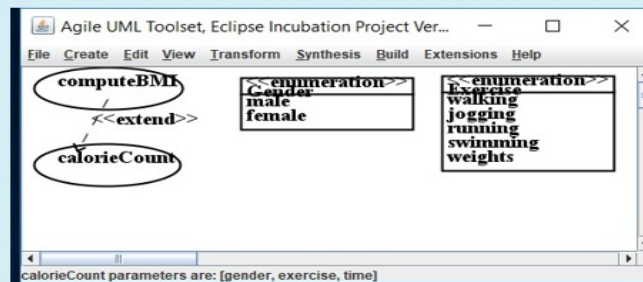 Agile UML Toolset, Eclipse Incubation Project Ver...
File Create Edit View Transform Synthesis Build Extensions Help
computeBMI
<<extend>>
calorieCount
<<enumeration>>
Gender
male
female
<<enumeration>>
Exercise
walking
jogging
running
swimming
weights
calorieCount parameters are: [gender, exercise, time]